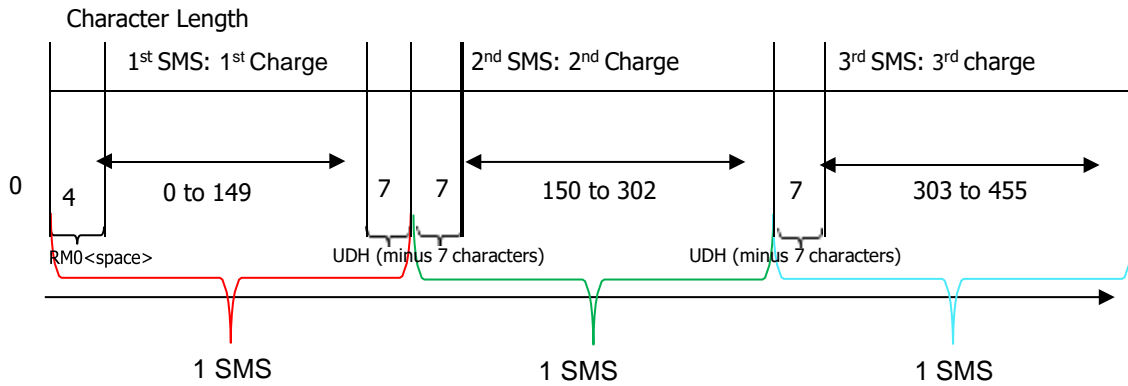 Character Length
1st SMS: 1st Charge 2nd SMS: 2nd Charge 3rd SMS: 3rd charge
0 4 0 to 149 7 7 150 to 302 7 303 to 455
RM0<space> UDH (minus 7 characters) UDH (minus 7 characters)
1 SMS 1 SMS 1 SMS